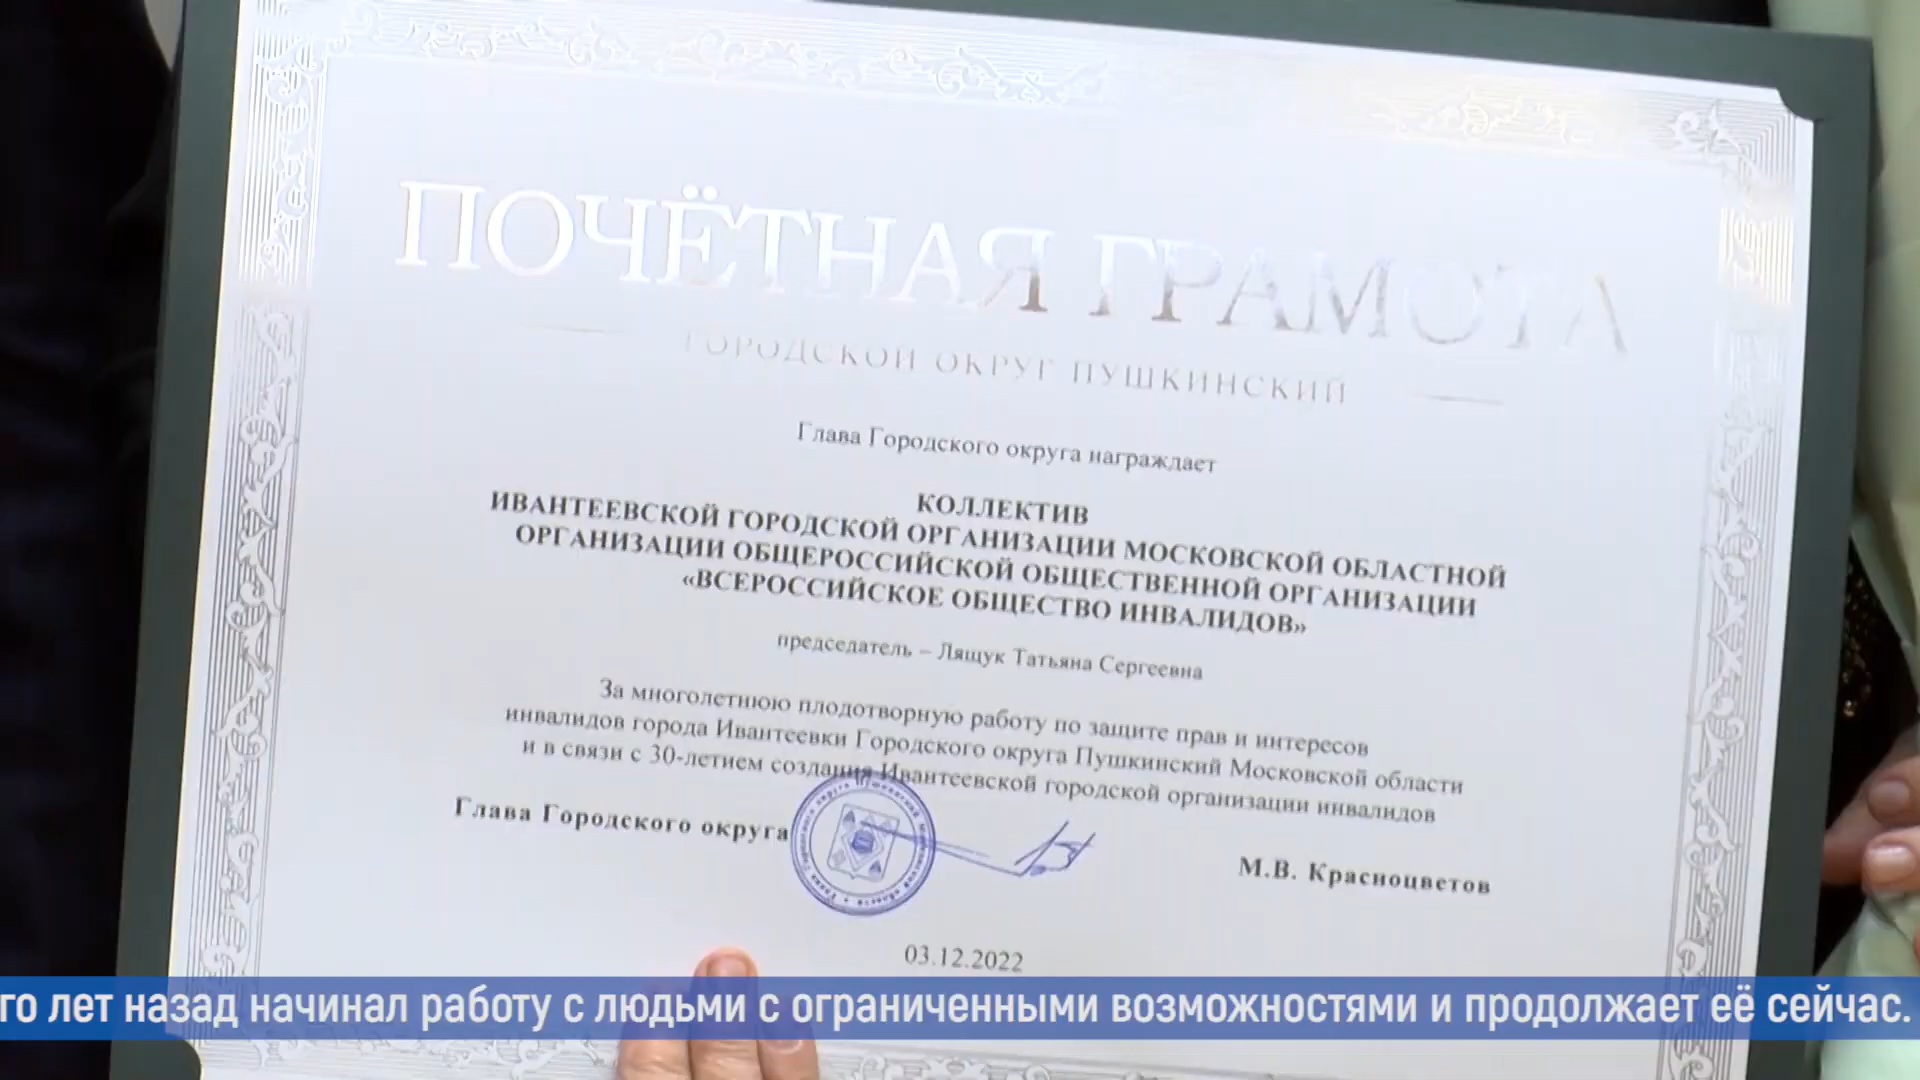 ПОЧЁТНАЯ ГРАМОТА
ГОРОДСКОЙ ОКРУГ ПУШКИНСКИЙ
Глава Городского округа награждает
КОЛЛЕКТИВ
ИВАНТЕЕВСКОЙ ГОРОДСКОЙ ОРГАНИЗАЦИИ МОСКОВСКОЙ ОБЛАСТНОЙ
ОРГАНИЗАЦИИ ОБЩЕРОССИЙСКОЙ ОБЩЕСТВЕННОЙ ОРГАНИЗАЦИИ
«ВСЕРОССИЙСКОЕ ОБЩЕСТВО ИНВАЛИДОВ»
председатель – Лящук Татьяна Сергеевна
За многолетнюю плодотворную работу по защите прав и интересов
инвалидов города Ивантеевки Городского округа Пушкинский Московской области
и в связи с 30-летием создания Ивантеевской городской организации инвалидов
Глава Городского округа
М.В. Красноцветов
03.12.2022
го лет назад начинал работу с людьми с ограниченными возможностями и продолжает её сейчас.